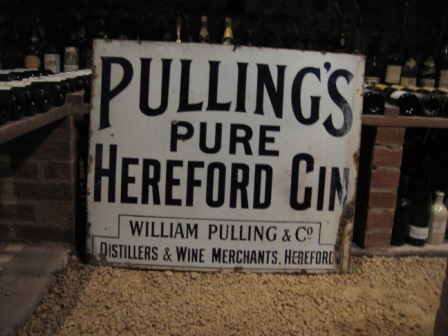 PULLING'S
PURE
HEREFORD GIN
WILLIAM PULLING & Co
DISTILLERS & WINE MERCHANTS, HEREFORD